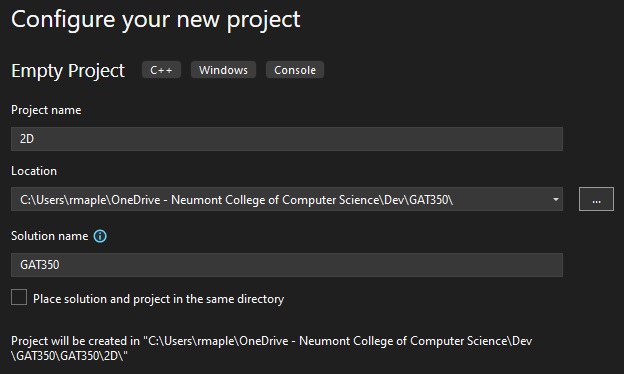 Configure your new project
Empty Project C++ Windows Console
Project name
2D
Location
C:\Users\rmaple\OneDrive - Neumont College of Computer Science\Dev\GAT350\
...
Solution name
GAT350
Place solution and project in the same directory
Project will be created in "C:\Users\rmaple\OneDrive - Neumont College of Computer Science\Dev
\GAT350\GAT350\2D\"